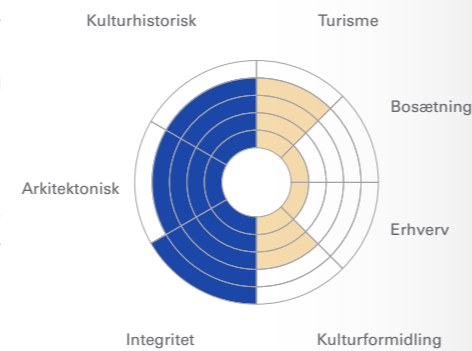 Kulturhistorisk
Turisme
Bosætning
Arkitektonisk
Erhverv
Integritet
Kulturformidling